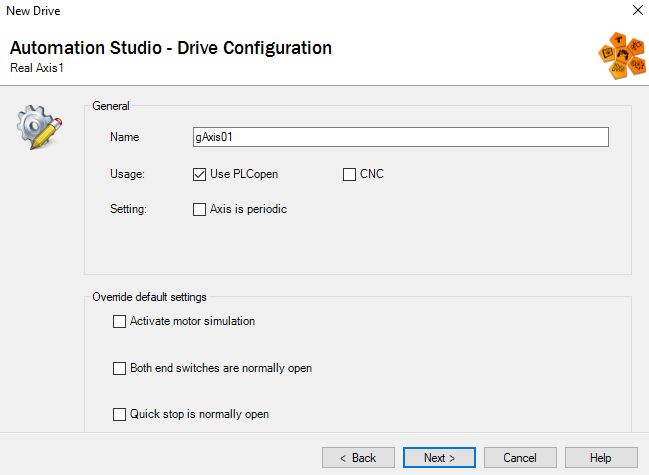 New Drive
Automation Studio - Drive Configuration
Real Axis1
General
Name gAxis01
Usage: Use PLCopen CNC
Setting: Axis is periodic
Override default settings
Activate motor simulation
Both end switches are normally open
Quick stop is normally open
< Back Next > Cancel Help